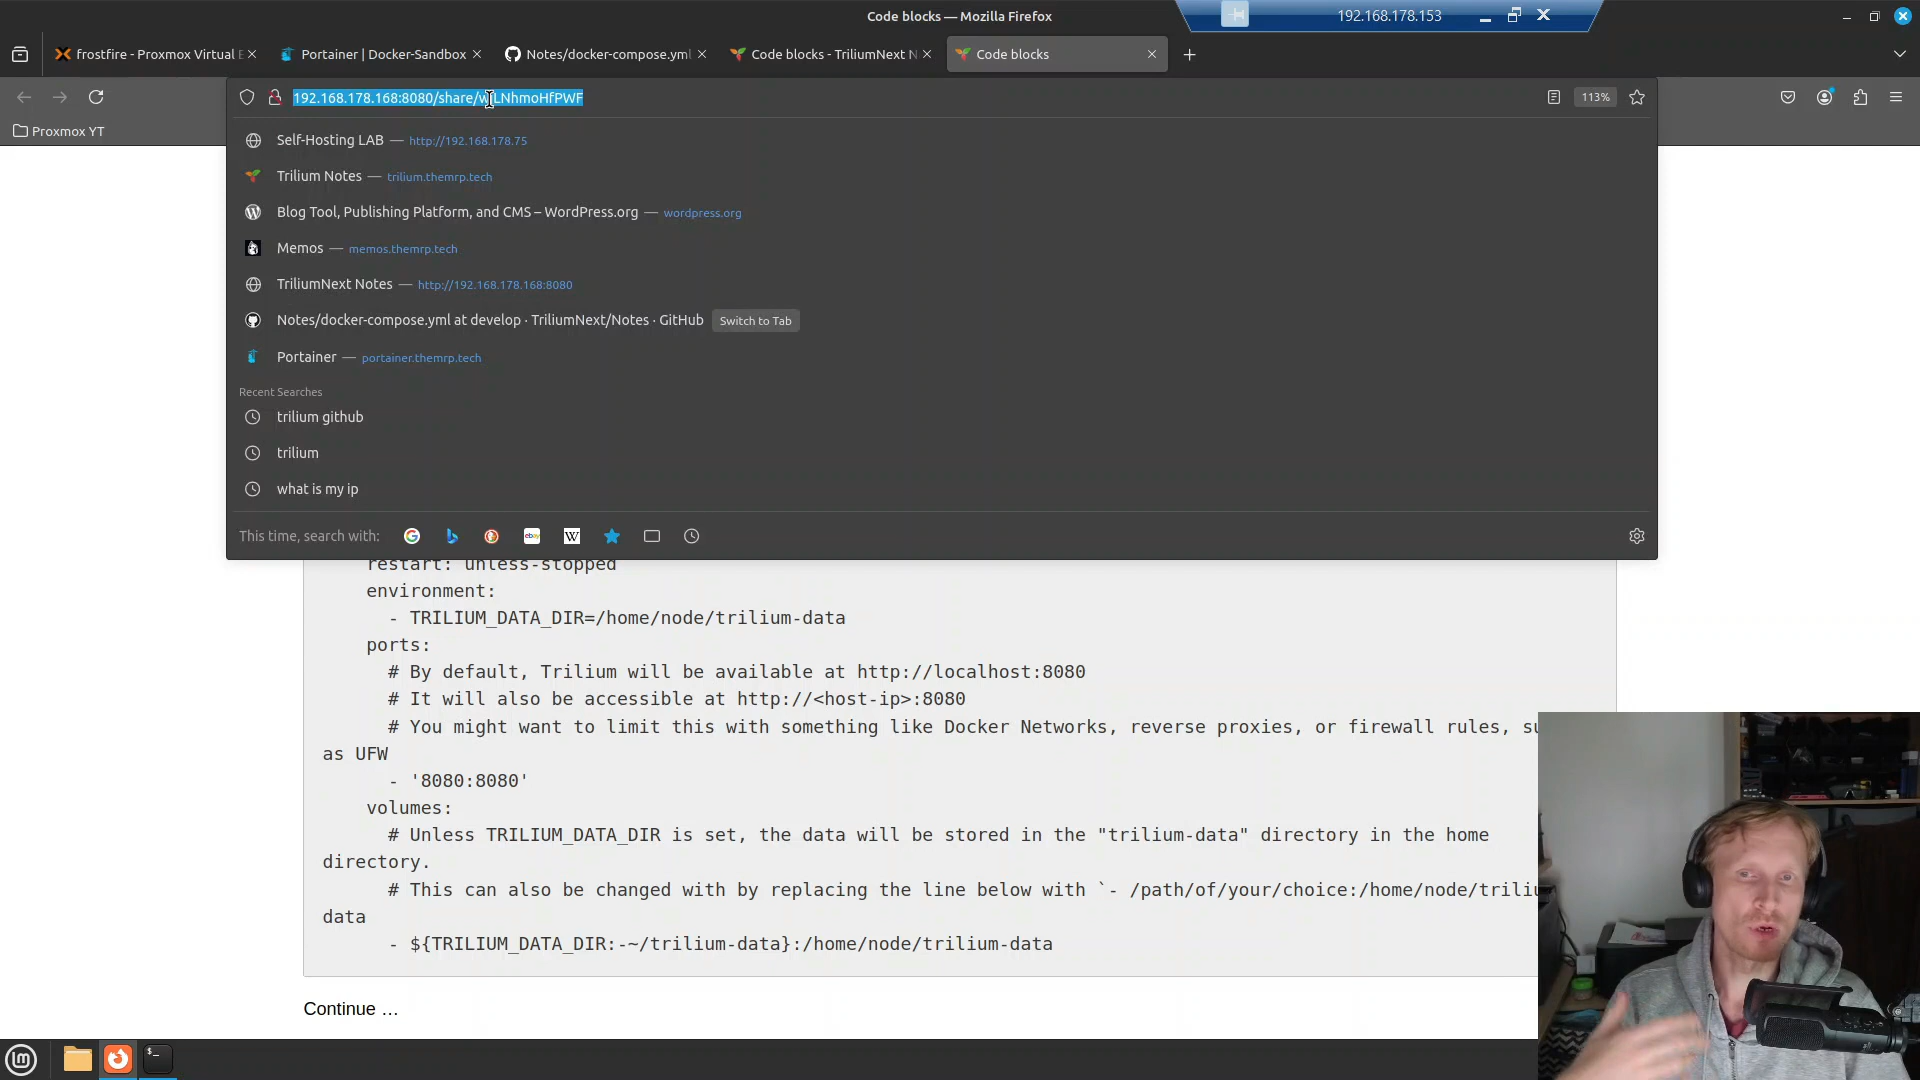 Code blocks — Mozilla Firefox
192.168.178.153
frostfire - Proxmox Virtual E
Portainer | Docker-Sandbox
Notes/docker-compose.yml
Code blocks - TriliumNext N
Code blocks
192.168.178.168:8080/share/
113%
Proxmox YT
Self-Hosting LAB — http://192.168.178.75
Trilium Notes — trilium.themrp.tech
Blog Tool, Publishing Platform, and CMS – WordPress.org — wordpress.org
Memos — memos.themrp.tech
TriliumNext Notes — http://192.168.178.168:8080
Notes/docker-compose.yml at develop · TriliumNext/Notes · GitHub Switch to Tab
Portainer — portainer.themrp.tech
Recent Searches
trilium github
trilium
what is my ip
This time, search with:
ebay
W
restart: unless-stopped
environment:
- TRILIUM_DATA_DIR=/home/node/trilium-data
ports:
# By default, Trilium will be available at http://localhost:8080
# It will also be accessible at http://<host-ip>:8080
# You might want to limit this with something like Docker Networks, reverse proxies, or firewall rules, su
as UFW
- '8080:8080'
volumes:
# Unless TRILIUM_DATA_DIR is set, the data will be stored in the "trilium-data" directory in the home
directory.
# This can also be changed with by replacing the line below with `- /path/of/your/choice:/home/node/triliu
data
- ${TRILIUM_DATA_DIR:-~/trilium-data}:/home/node/trilium-data
Continue …